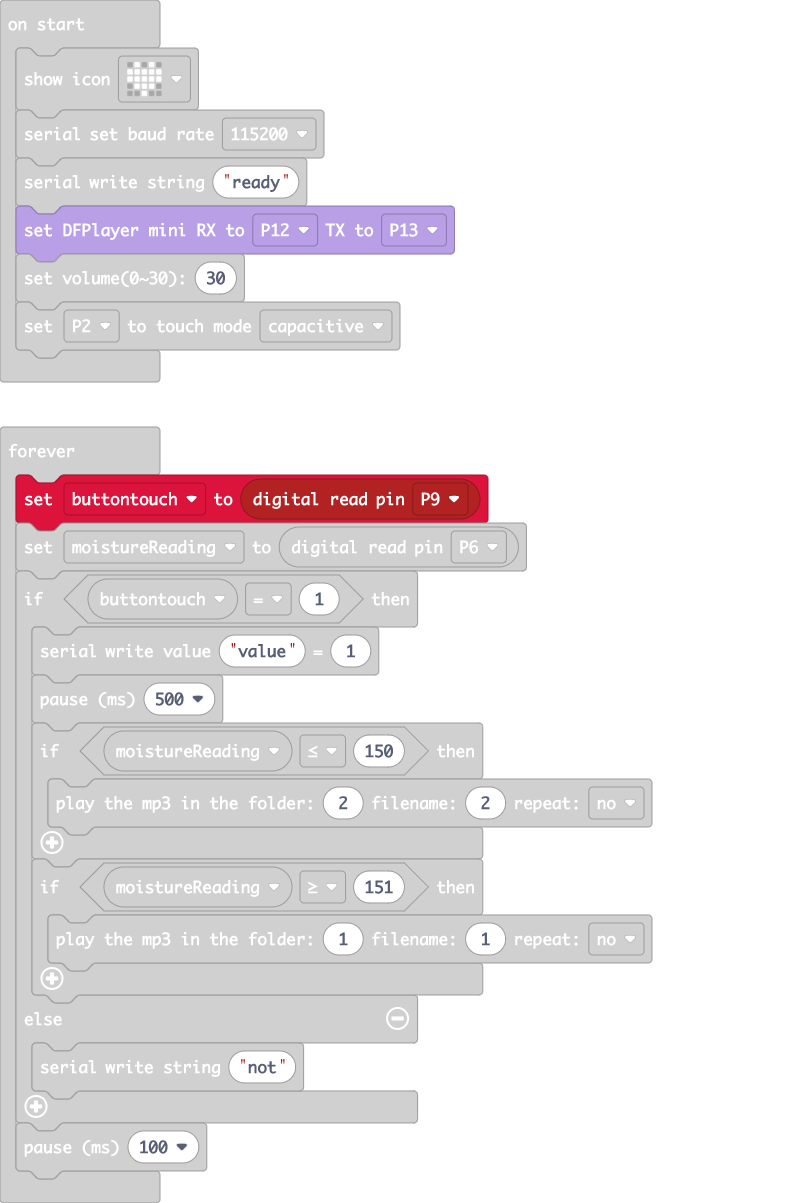 on start
show icon
serial set baud rate 115200
serial write string "ready"
set DFPlayer mini RX to P12 TX to P13
set volume(0~30): 30
set P2 to touch mode capacitive
forever
set buttontouch to digital read pin P9
set moistureReading to digital read pin P6
if buttontouch = 1 then
serial write value "value" = 1
pause (ms) 500
if moistureReading ≤ 150 then
play the mp3 in the folder: 2 filename: 2 repeat: no
if moistureReading ≥ 151 then
play the mp3 in the folder: 1 filename: 1 repeat: no
else
serial write string "not"
pause (ms) 100